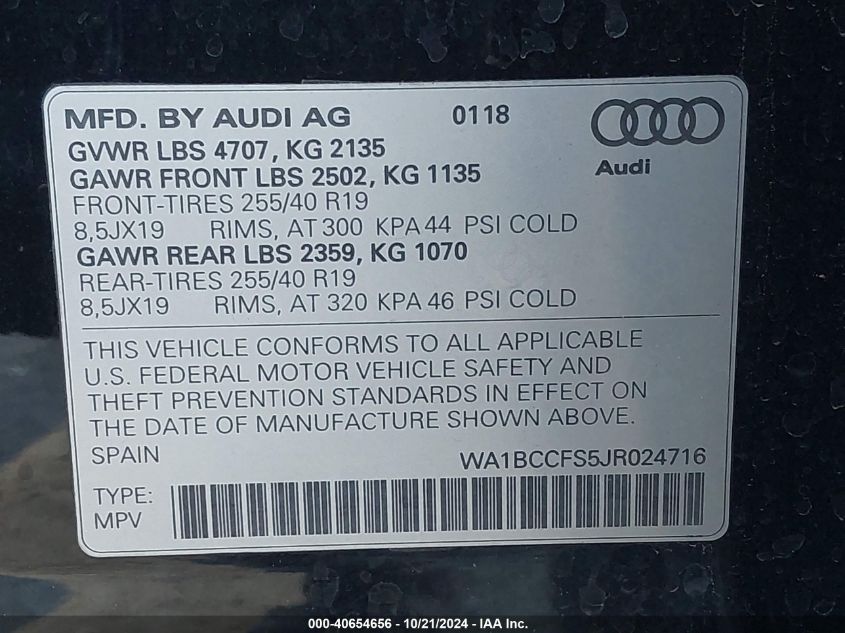 MFD. BY AUDI AG 0118
Audi
GVWR LBS 4707, KG 2135
GAWR FRONT LBS 2502, KG 1135
FRONT-TIRES 255/40 R19
8,5JX19 RIMS, AT 300 KPA 44 PSI COLD
GAWR REAR LBS 2359, KG 1070
REAR-TIRES 255/40 R19
8,5JX19 RIMS, AT 320 KPA 46 PSI COLD
THIS VEHICLE CONFORMS TO ALL APPLICABLE
U.S. FEDERAL MOTOR VEHICLE SAFETY AND
THEFT PREVENTION STANDARDS IN EFFECT ON
THE DATE OF MANUFACTURE SHOWN ABOVE.
SPAIN WA1BCCFS5JR024716
TYPE:
MPV
000-40654656 - 10/21/2024 - IAA Inc.